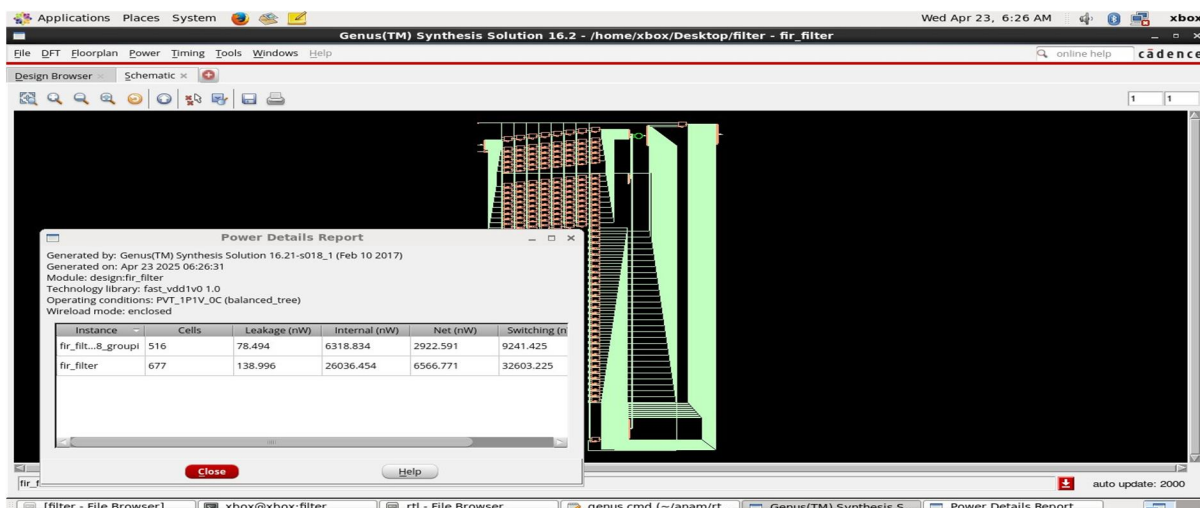 Applications Places System Wed Apr 23, 6:26 AM xbox
Genus(TM) Synthesis Solution 16.2 - /home/xbox/Desktop/filter - fir_filter
File DFT Floorplan Power Timing Tools Windows Help online help cādence
Design Browser Schematic
1 1
Power Details Report
Generated by: Genus(TM) Synthesis Solution 16.21-s018_1 (Feb 10 2017)
Generated on: Apr 23 2025 06:26:31
Module: design:fir_filter
Technology library: fast_vdd1v0 1.0
Operating conditions: PVT_1P1V_0C (balanced_tree)
Wireload mode: enclosed
Instance Cells Leakage (nW) Internal (nW) Net (nW) Switching (n
fir_filt...8_groupi 516 78.494 6318.834 2922.591 9241.425
fir_filter 677 138.996 26036.454 6566.771 32603.225
Close Help
fir_f auto update: 2000
[filter - File Browser] xbox@xbox:filter rtl - File Browser genus.cmd (~/anam/rt Genus(TM) Synthesis S Power Details Report